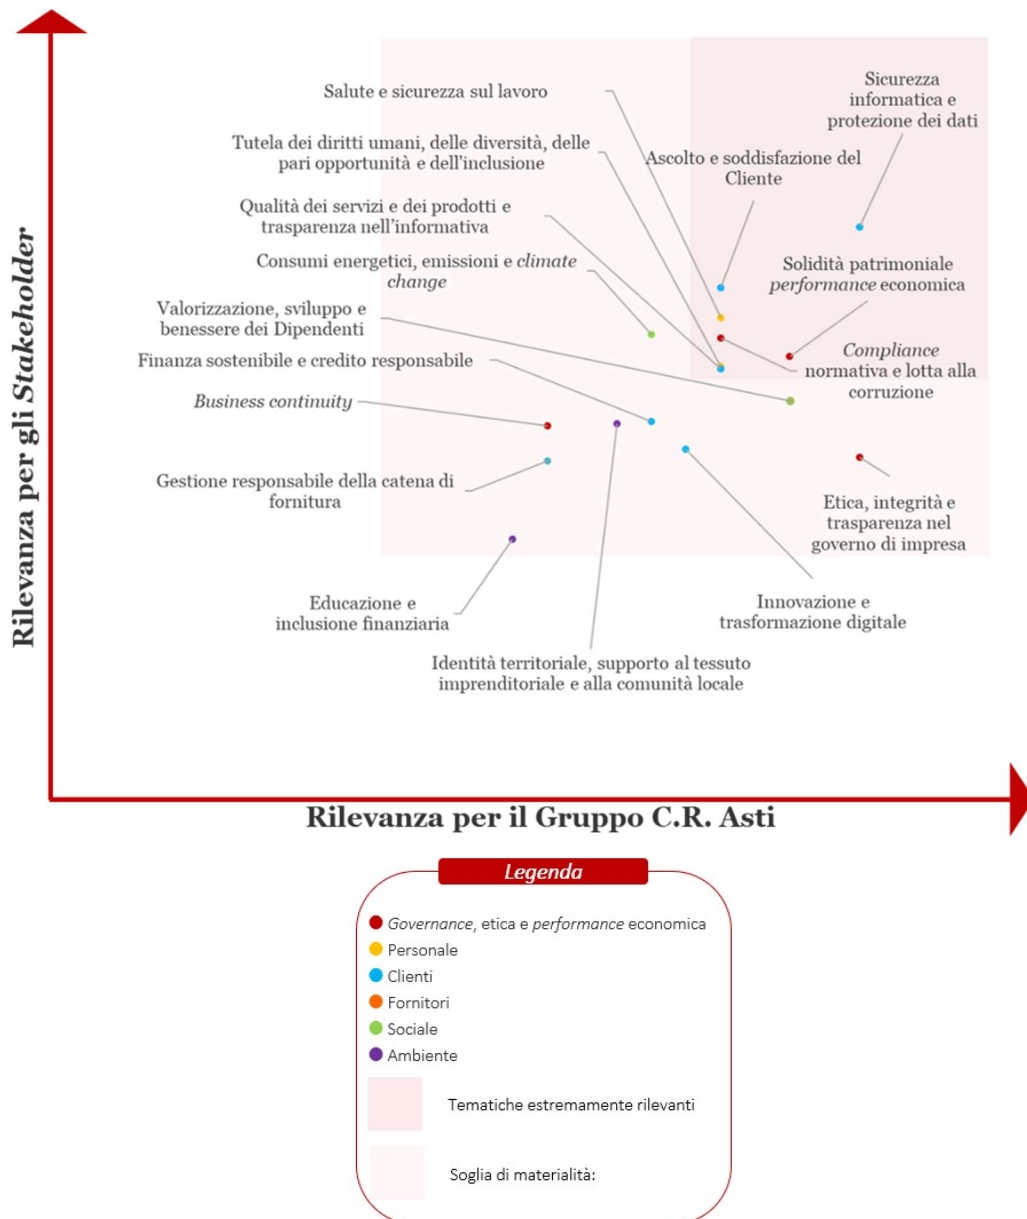 Rilevanza per gli Stakeholder
Salute e sicurezza sul lavoro
Sicurezza
informatica e
protezione dei dati
Tutela dei diritti umani, delle diversità, delle
pari opportunità e dell'inclusione
Ascolto e soddisfazione del
Cliente
Qualità dei servizi e dei prodotti e
trasparenza nell'informativa
Consumi energetici, emissioni e climate
change
Solidità patrimoniale
performance economica
Valorizzazione, sviluppo e
benessere dei Dipendenti
Finanza sostenibile e credito responsabile
Compliance
normativa e lotta alla
corruzione
Business continuity
Gestione responsabile della catena di
fornitura
Etica, integrità e
trasparenza nel
governo di impresa
Educazione e
inclusione finanziaria
Innovazione e
trasformazione digitale
Identità territoriale, supporto al tessuto
imprenditoriale e alla comunità locale
Rilevanza per il Gruppo C.R. Asti
Legenda
Governance, etica e performance economica
Personale
Clienti
Fornitori
Sociale
Ambiente
Tematiche estremamente rilevanti
Soglia di materialità: